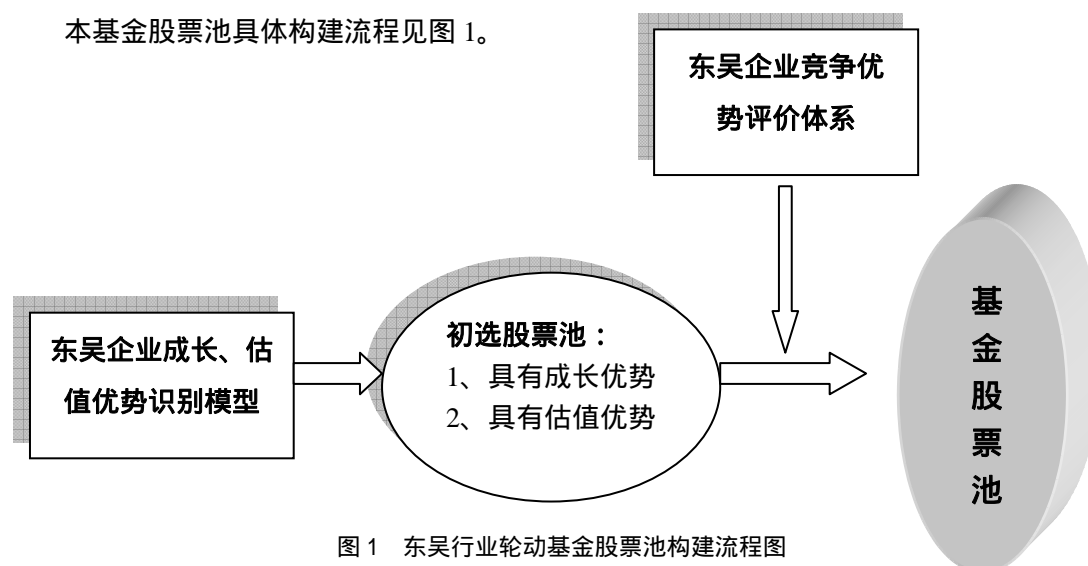 本基金股票池具体构建流程见图 1。
东吴企业竞争优
势评价体系
东吴企业成长、估
值优势识别模型
初选股票池：
1、具有成长优势
2、具有估值优势
基
金
股
票
池
图 1 东吴行业轮动基金股票池构建流程图